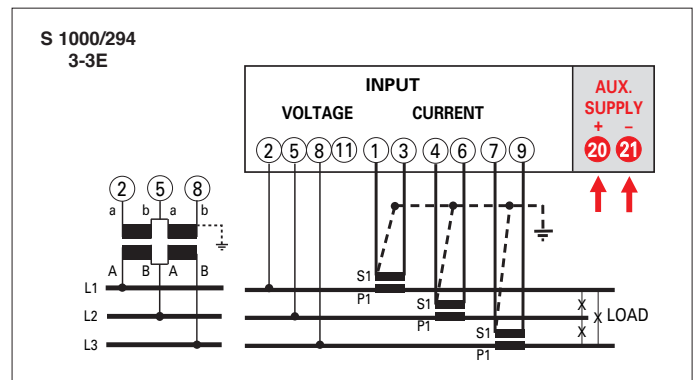 S 1000/294
3-3E
INPUT
VOLTAGE CURRENT
2 5 8 11 1 3 4 6 7 9
AUX.
SUPPLY
+ –
20 21
2 5 8
a b a b
A B A B
L1
L2
L3
S1
P1
S1
P1
S1
P1
X
X X LOAD
X